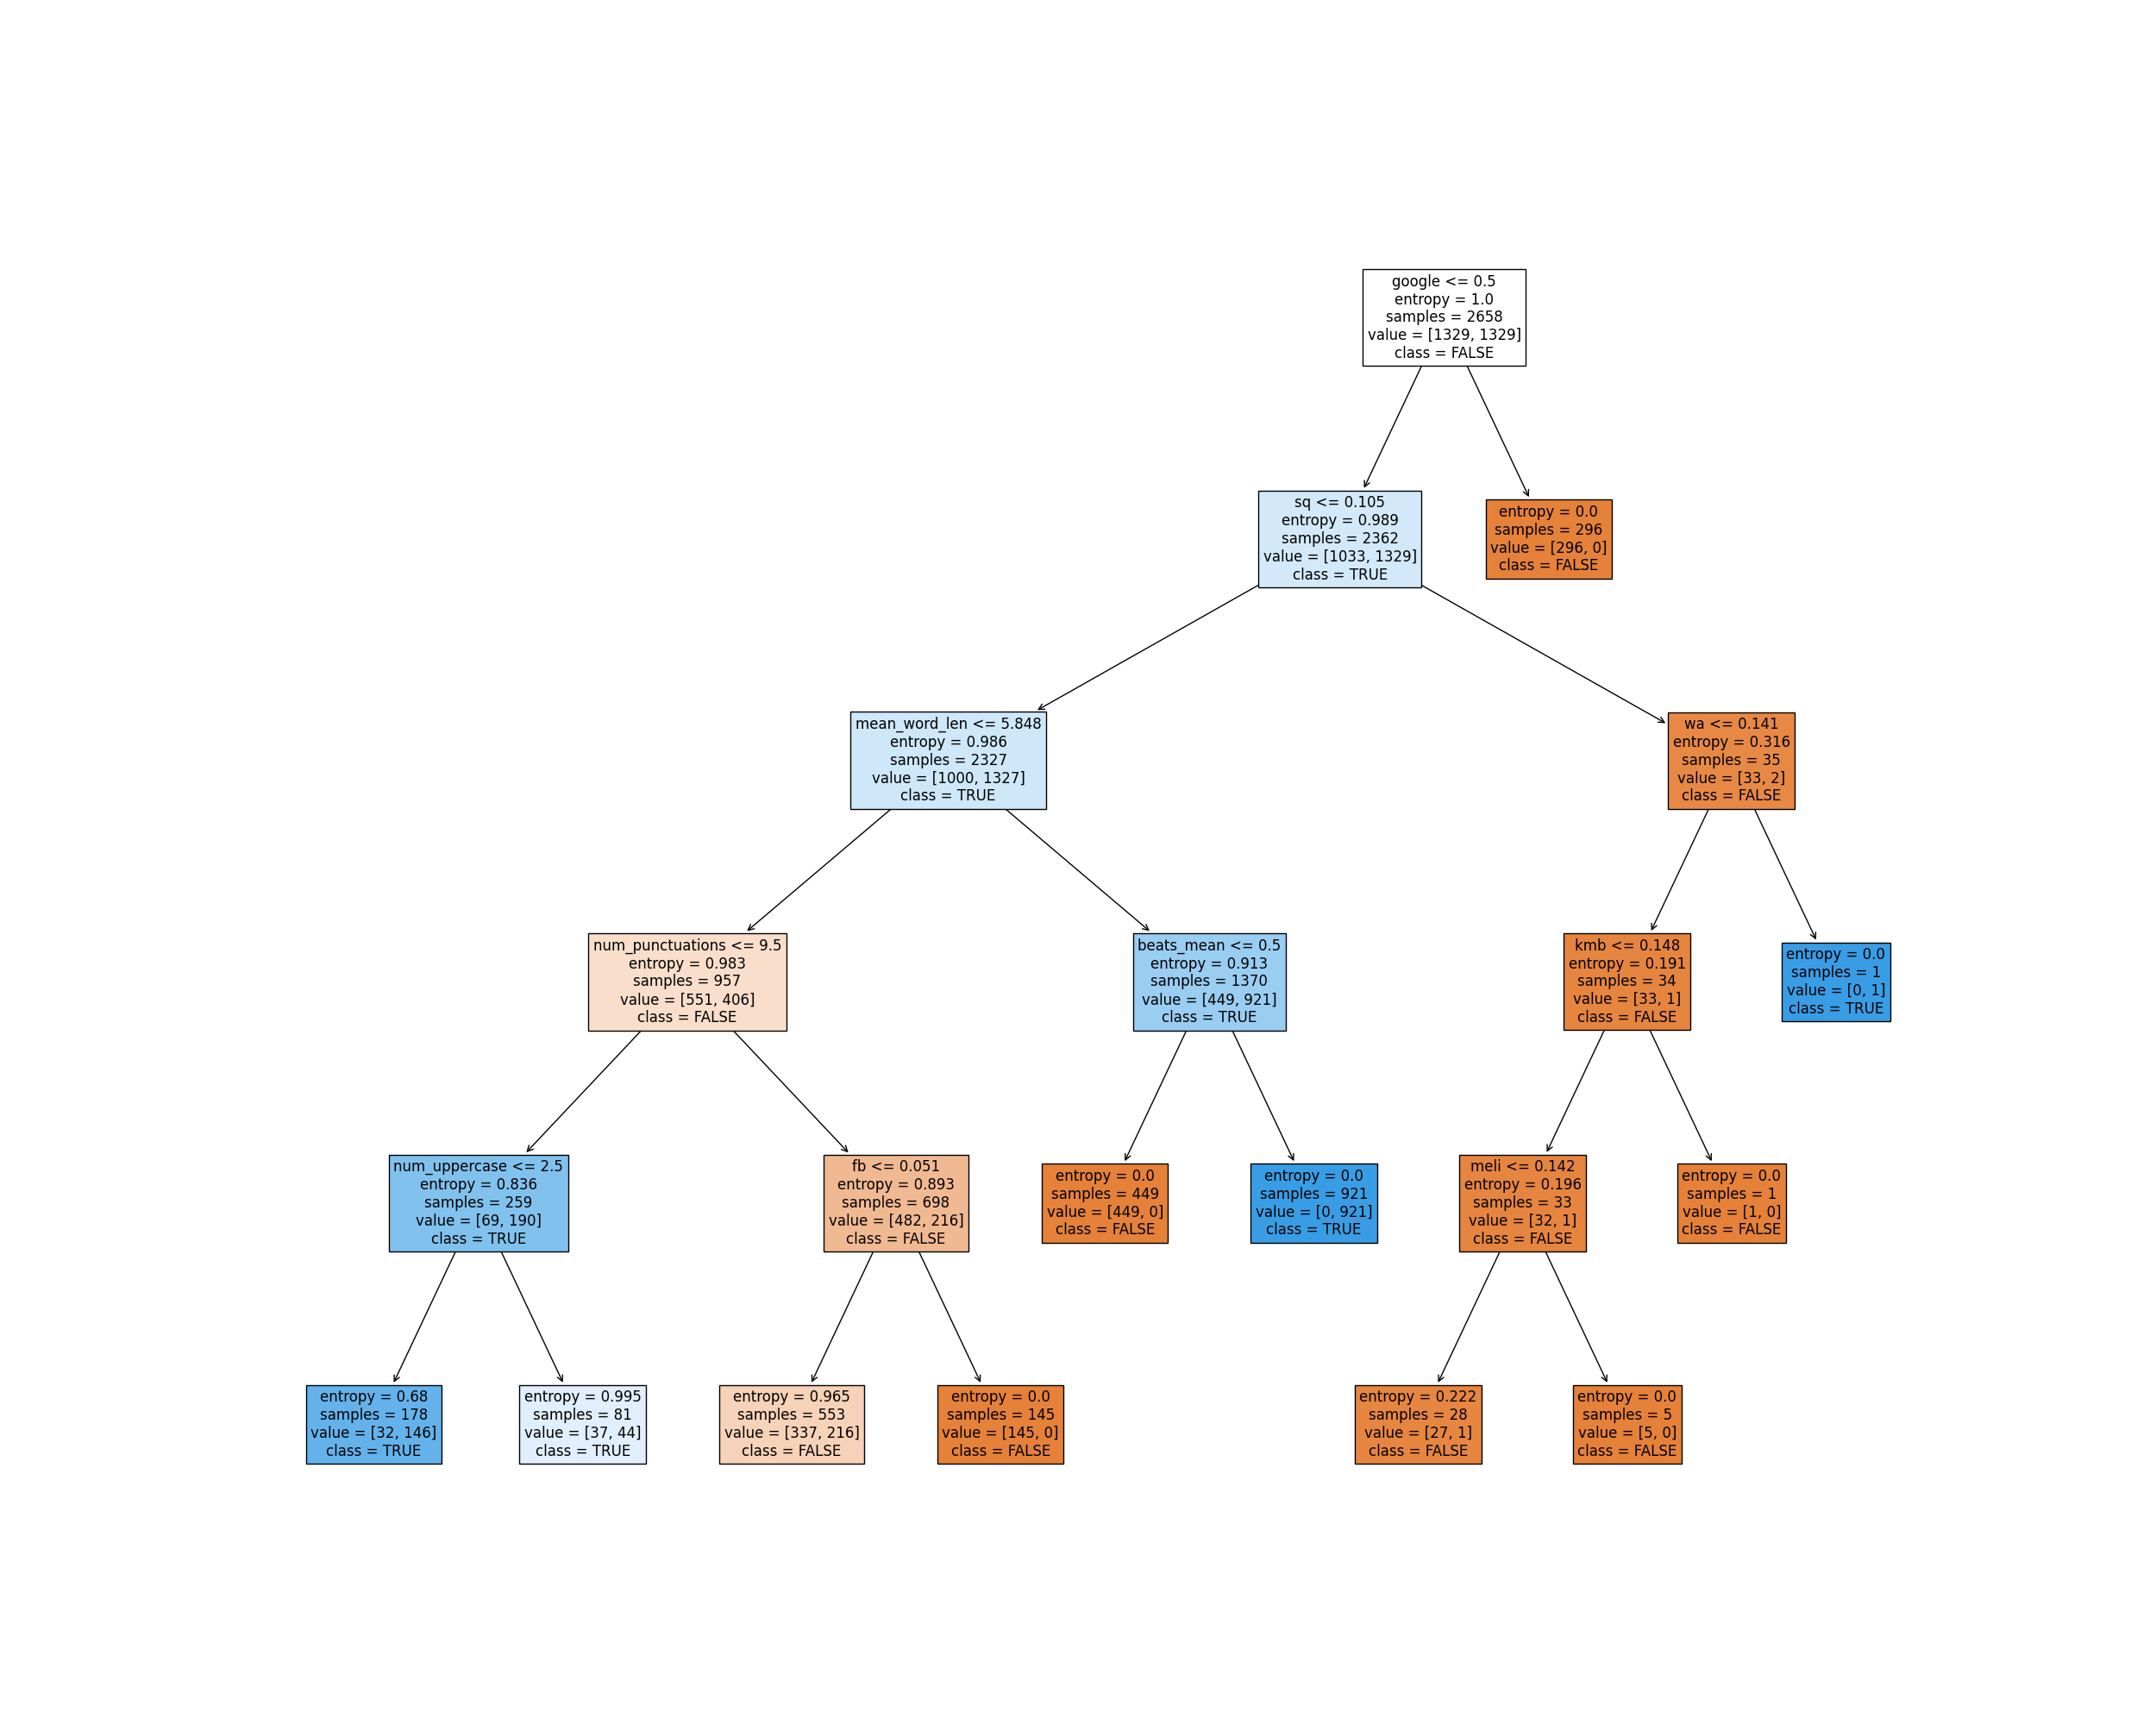 google <= 0.5
entropy = 1.0
samples = 2658
value = [1329, 1329]
class = FALSE
sq <= 0.105
entropy = 0.989
samples = 2362
value = [1033, 1329]
class = TRUE
entropy = 0.0
samples = 296
value = [296, 0]
class = FALSE
mean_word_len <= 5.848
entropy = 0.986
samples = 2327
value = [1000, 1327]
class = TRUE
wa <= 0.141
entropy = 0.316
samples = 35
value = [33, 2]
class = FALSE
num_punctuations <= 9.5
entropy = 0.983
samples = 957
value = [551, 406]
class = FALSE
beats_mean <= 0.5
entropy = 0.913
samples = 1370
value = [449, 921]
class = TRUE
kmb <= 0.148
entropy = 0.191
samples = 34
value = [33, 1]
class = FALSE
entropy = 0.0
samples = 1
value = [0, 1]
class = TRUE
num_uppercase <= 2.5
entropy = 0.836
samples = 259
value = [69, 190]
class = TRUE
fb <= 0.051
entropy = 0.893
samples = 698
value = [482, 216]
class = FALSE
entropy = 0.0
samples = 449
value = [449, 0]
class = FALSE
entropy = 0.0
samples = 921
value = [0, 921]
class = TRUE
meli <= 0.142
entropy = 0.196
samples = 33
value = [32, 1]
class = FALSE
entropy = 0.0
samples = 1
value = [1, 0]
class = FALSE
entropy = 0.68
samples = 178
value = [32, 146]
class = TRUE
entropy = 0.995
samples = 81
value = [37, 44]
class = TRUE
entropy = 0.965
samples = 553
value = [337, 216]
class = FALSE
entropy = 0.0
samples = 145
value = [145, 0]
class = FALSE
entropy = 0.222
samples = 28
value = [27, 1]
class = FALSE
entropy = 0.0
samples = 5
value = [5, 0]
class = FALSE